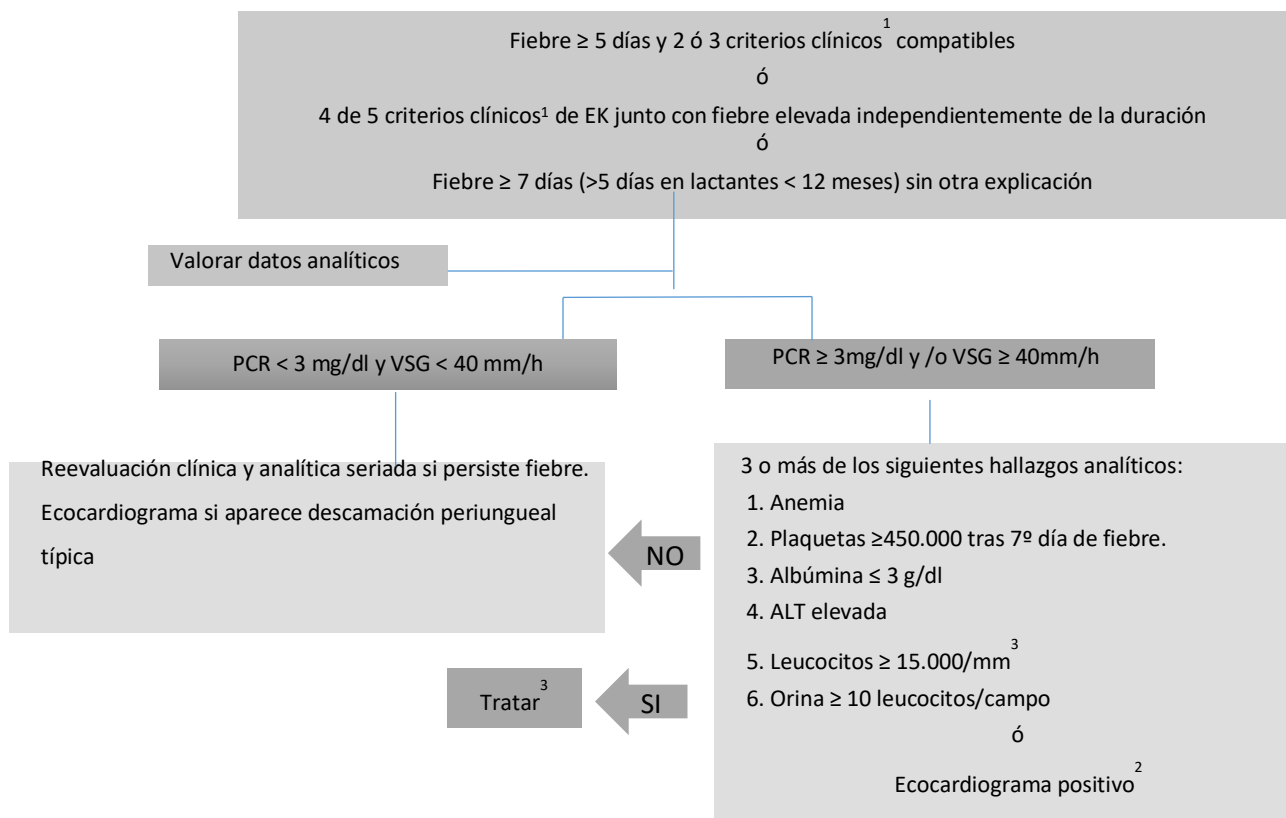 Fiebre ≥ 5 días y 2 ó 3 criterios clínicos¹ compatibles
ó
4 de 5 criterios clínicos¹ de EK junto con fiebre elevada independientemente de la duración
ó
Fiebre ≥ 7 días (>5 días en lactantes < 12 meses) sin otra explicación
Valorar datos analíticos
PCR < 3 mg/dl y VSG < 40 mm/h
PCR ≥ 3mg/dl y /o VSG ≥ 40mm/h
Reevaluación clínica y analítica seriada si persiste fiebre.
Ecocardiograma si aparece descamación periungueal
típica
NO
3 o más de los siguientes hallazgos analíticos:
1. Anemia
2. Plaquetas ≥450.000 tras 7º día de fiebre.
3. Albúmina ≤ 3 g/dl
4. ALT elevada
5. Leucocitos ≥ 15.000/mm³
6. Orina ≥ 10 leucocitos/campo
ó
Ecocardiograma positivo²
SI
Tratar³